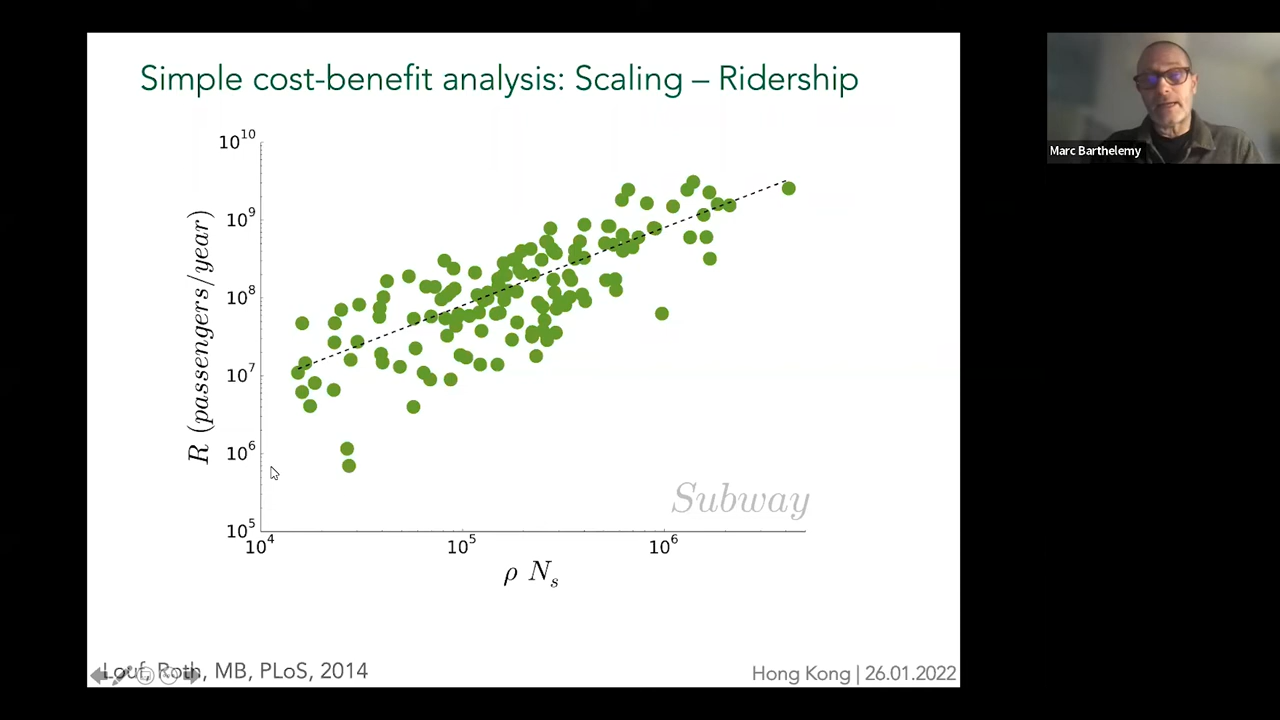 Simple cost-benefit analysis: Scaling – Ridership
Marc Barthelemy
10^10
10^9
10^8
10^7
10^6
10^5
R (passengers/year)
10^4
10^5
10^6
ρ N_s
Subway
Louf, Roth, MB, PLoS, 2014
Hong Kong | 26.01.2022